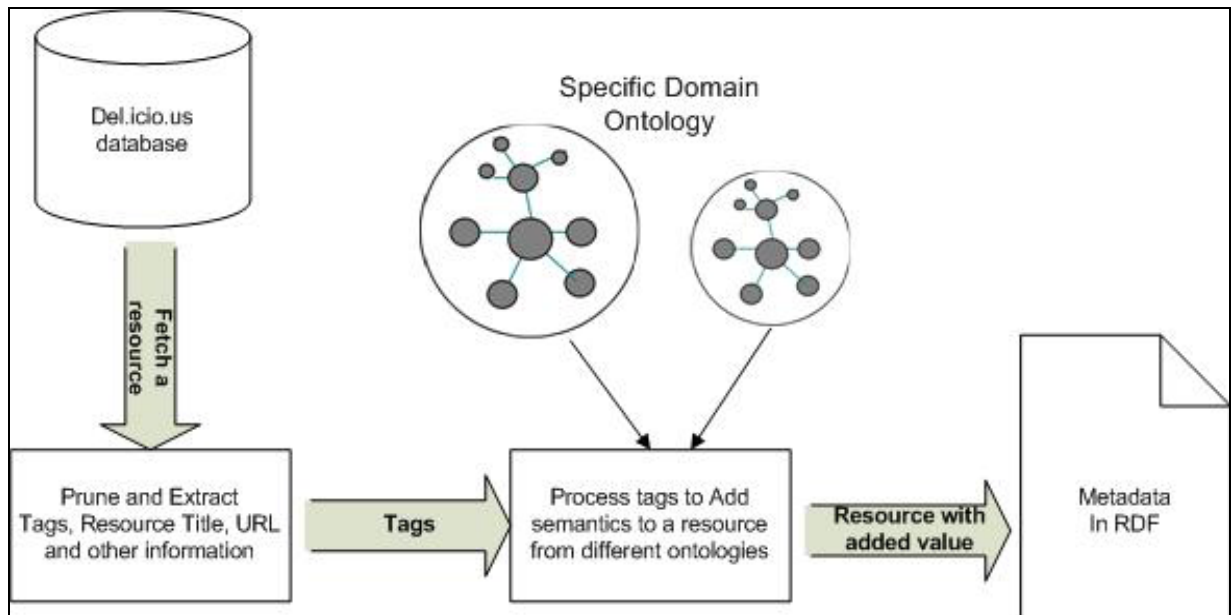 Del.icio.us
database
Specific Domain
Ontology
Fetch a
resource
Prune and Extract
Tags, Resource Title, URL
and other information
Tags
Process tags to Add
semantics to a resource
from different ontologies
Resource with
added value
Metadada
In RDF